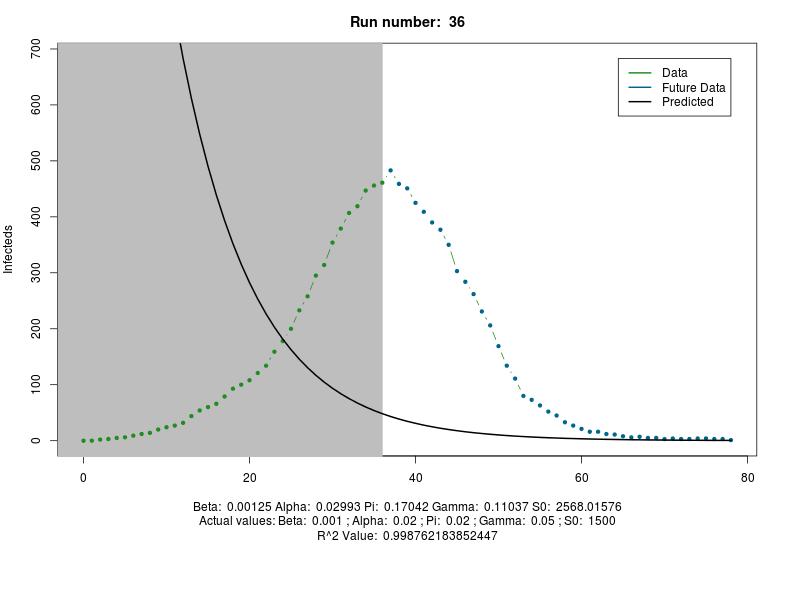 Run number: 36
700
600
500
400
300
200
100
0
Infecteds
Data
Future Data
Predicted
0 20 40 60 80
Beta: 0.00125 Alpha: 0.02993 Pi: 0.17042 Gamma: 0.11037 S0: 2568.01576
Actual values: Beta: 0.001 ; Alpha: 0.02 ; Pi: 0.02 ; Gamma: 0.05 ; S0: 1500
R^2 Value: 0.998762183852447